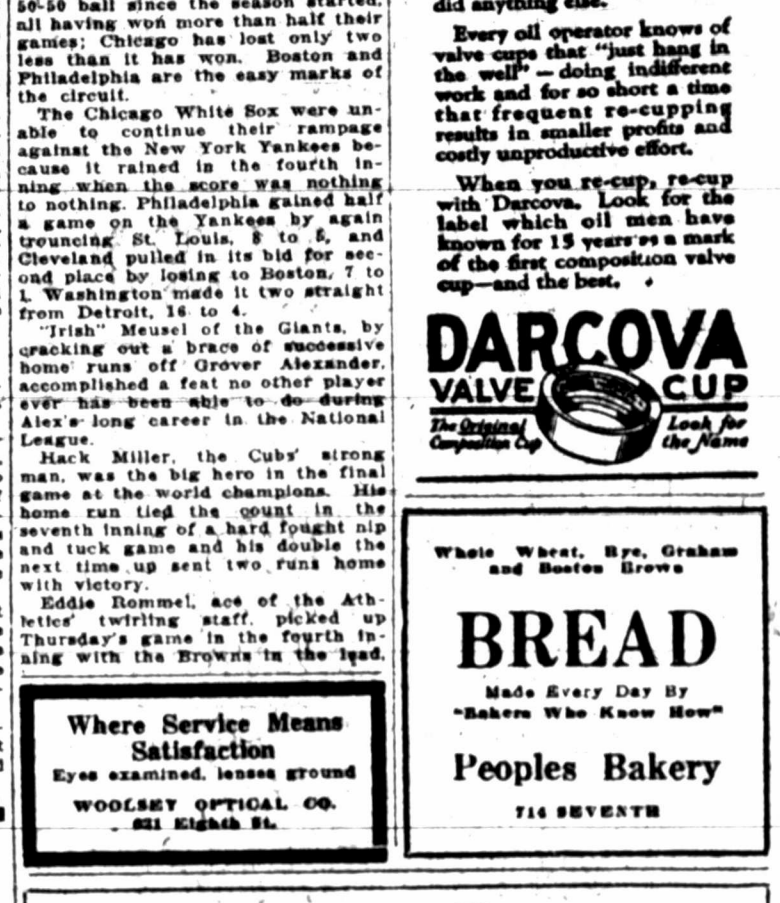 50-50 ball since the season started,
all having won more than half their
games; Chicago has lost only two
less than it has won. Boston and
Philadelphia are the easy marks of
the circuit.
The Chicago White Sox were un-
able to continue their rampage
against the New York Yankees be-
cause it rained in the fourth in-
ning when the score was nothing
to nothing. Philadelphia gained half
a game on the Yankees by again
trouncing St. Louis, 8 to 5, and
Cleveland pulled in its bid for sec-
ond place by losing to Boston, 7 to
1. Washington made it two straight
from Detroit, 16 to 4.
"Irish" Meusel of the Giants, by
cracking out a brace of successive
home runs off Grover Alexander,
accomplished a feat no other player
ever has been able to do during
Alex's long career in the National
League.
Hack Miller, the Cubs' strong
man, was the big hero in the final
game at the world champions. His
home run tied the count in the
seventh inning of a hard fought nip
and tuck game and his double the
next time up sent two runs home
with victory.
Eddie Rommel, ace of the Ath-
letics' twirling staff, picked up
Thursday's game in the fourth in-
ning with the Browns in the lead,
Where Service Means
Satisfaction
Eyes examined, lenses ground
WOOLSEY OPTICAL CO.
Eighth St.
did anything else.
Every oil operator knows of
valve cups that "just hang in
the well" — doing indifferent
work and for so short a time
that frequent re-cupping
results in smaller profits and
costly unproductive effort.
When you re-cup, re-cup
with Darcova. Look for the
label which oil men have
known for 15 years as a mark
of the first composition valve
cup—and the best.
DARCOVA
VALVE CUP
The Original Look for
Composition Cup the Name
Whole Wheat, Rye, Graham
and Boston Brown
BREAD
Made Every Day By
"Bakers Who Know How"
Peoples Bakery
714 SEVENTH